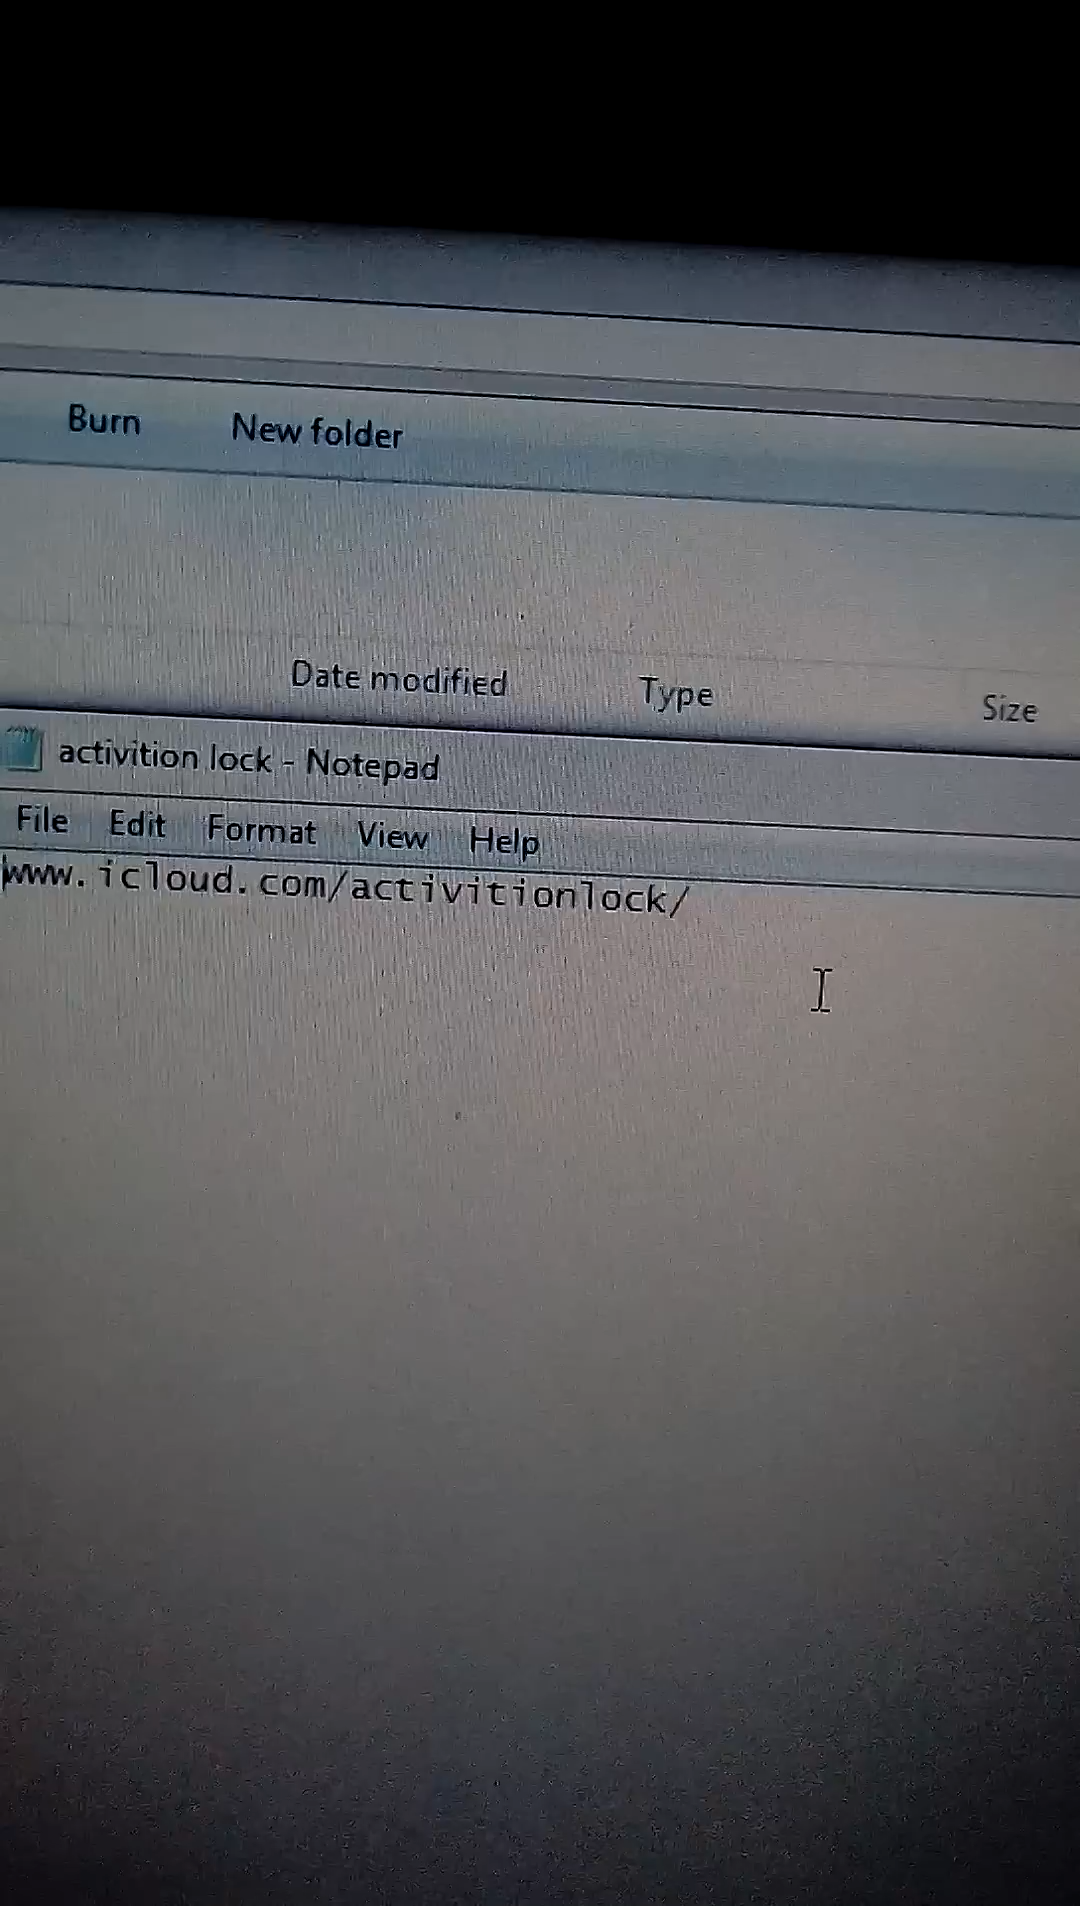 Burn New folder
Date modified Type Size
activition lock - Notepad
File Edit Format View Help
www.icloud.com/activitionlock/